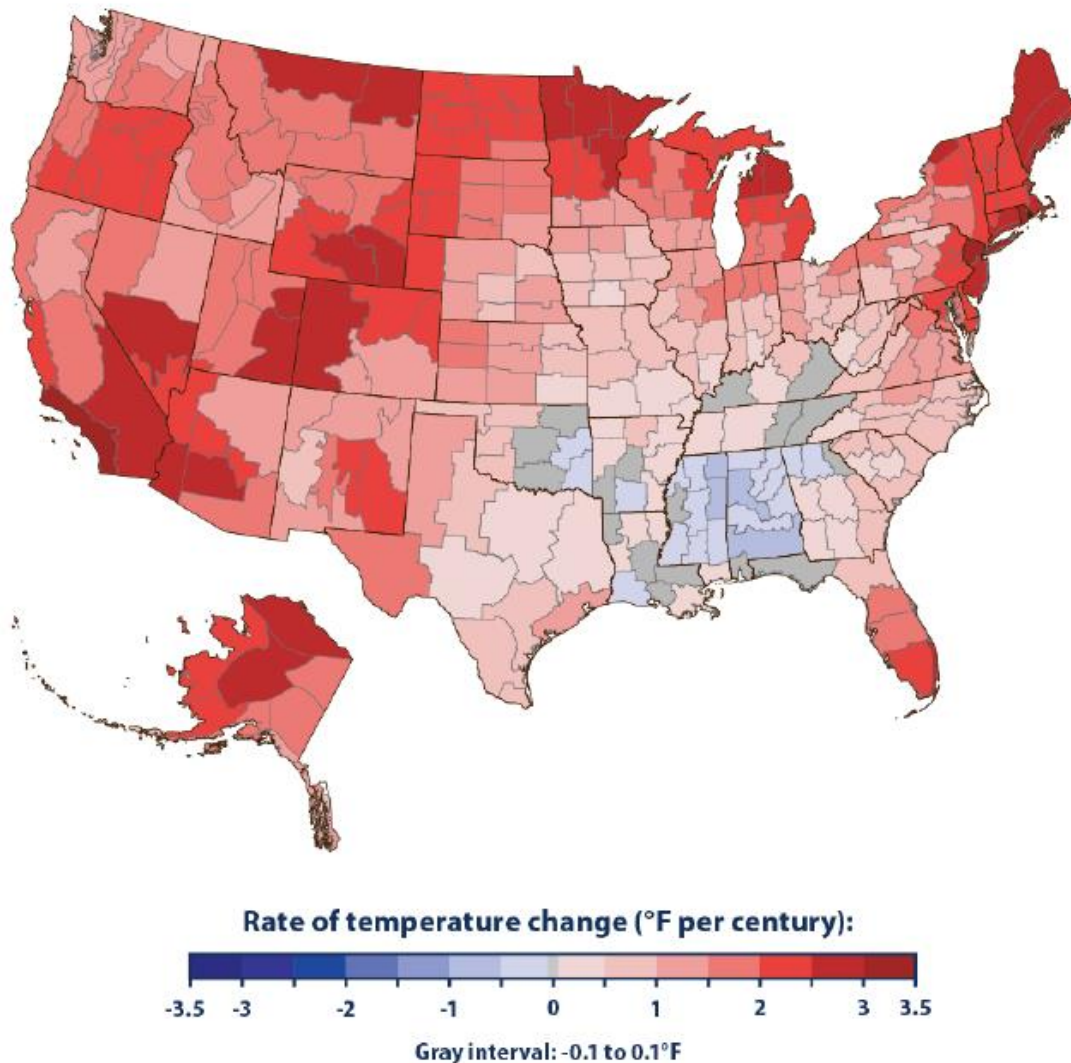 Rate of temperature change (°F per century):
-3.5 -3 -2 -1 0 1 2 3 3.5
Gray interval: -0.1 to 0.1°F